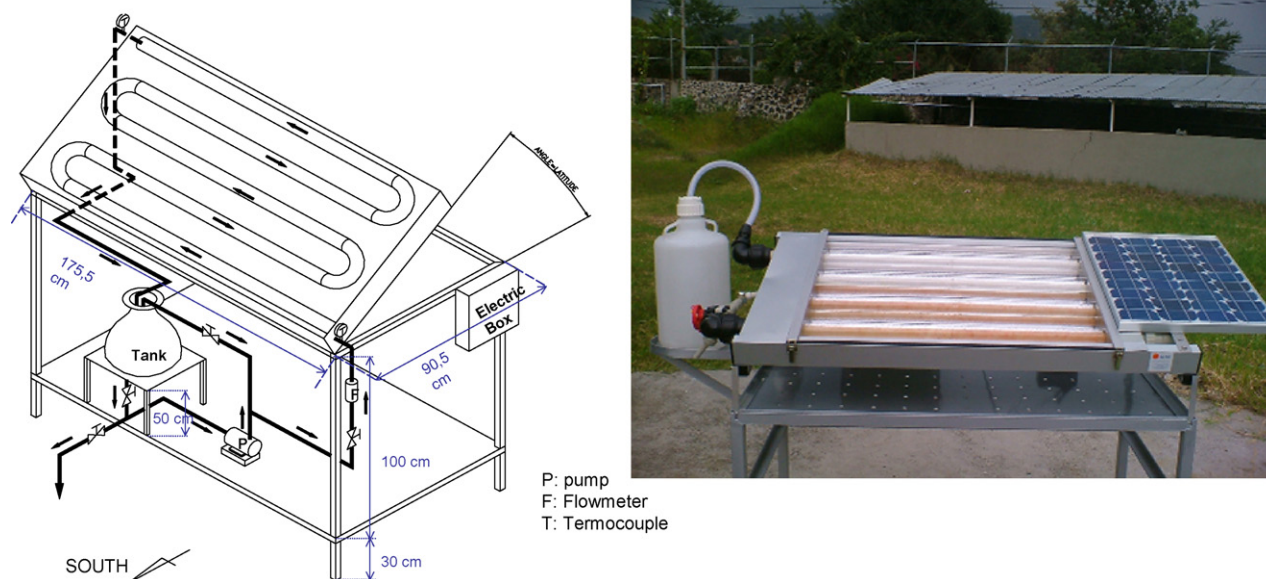 ANGLE=LATITUDE
175,5
cm
Electric
Box
Tank
90,5
cm
F
50 cm
P
100 cm
P: pump
F: Flowmeter
T: Termocouple
SOUTH
30 cm